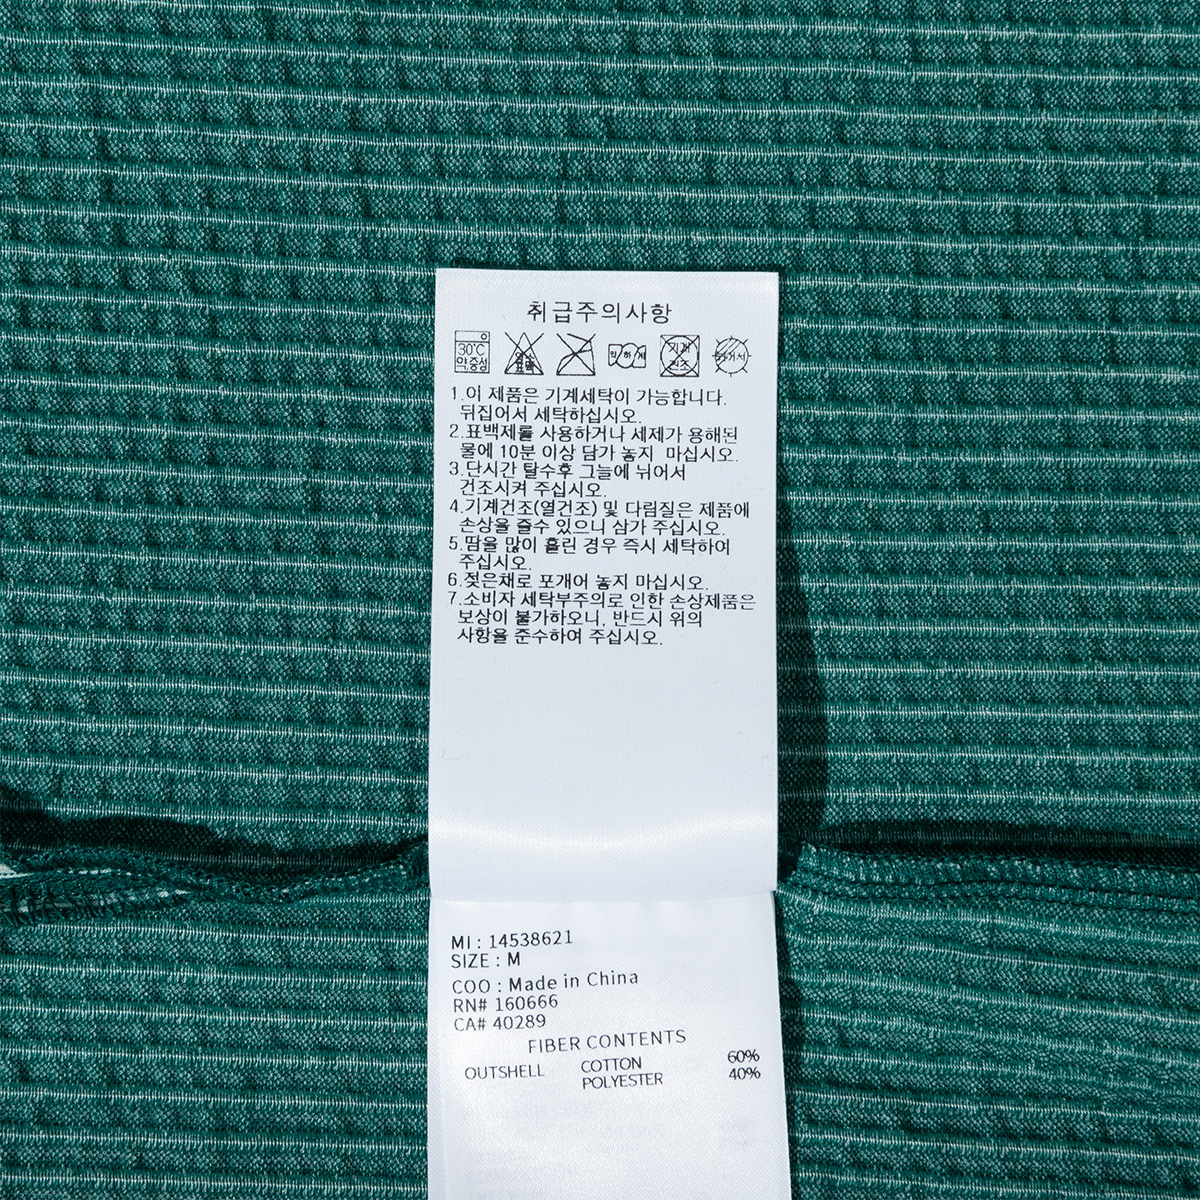 취급주의사항
30℃
약.중성
약하게
기계
건조
1.이 제품은 기계세탁이 가능합니다.
뒤집어서 세탁하십시오.
2.표백제를 사용하거나 세제가 용해된
물에 10분 이상 담가 놓지 마십시오.
3.단시간 탈수후 그늘에 뉘어서
건조시켜 주십시오.
4.기계건조(열건조) 및 다림질은 제품에
손상을 줄수 있으니 삼가 주십시오.
5.땀을 많이 흘린 경우 즉시 세탁하여
주십시오.
6.젖은채로 포개어 놓지 마십시오.
7.소비자 세탁부주의로 인한 손상제품은
보상이 불가하오니, 반드시 위의
사항을 준수하여 주십시오.
MI : 14538621
SIZE : M
COO : Made in China
RN# 160666
CA# 40289
FIBER CONTENTS
OUTSHELL COTTON 60%
POLYESTER 40%